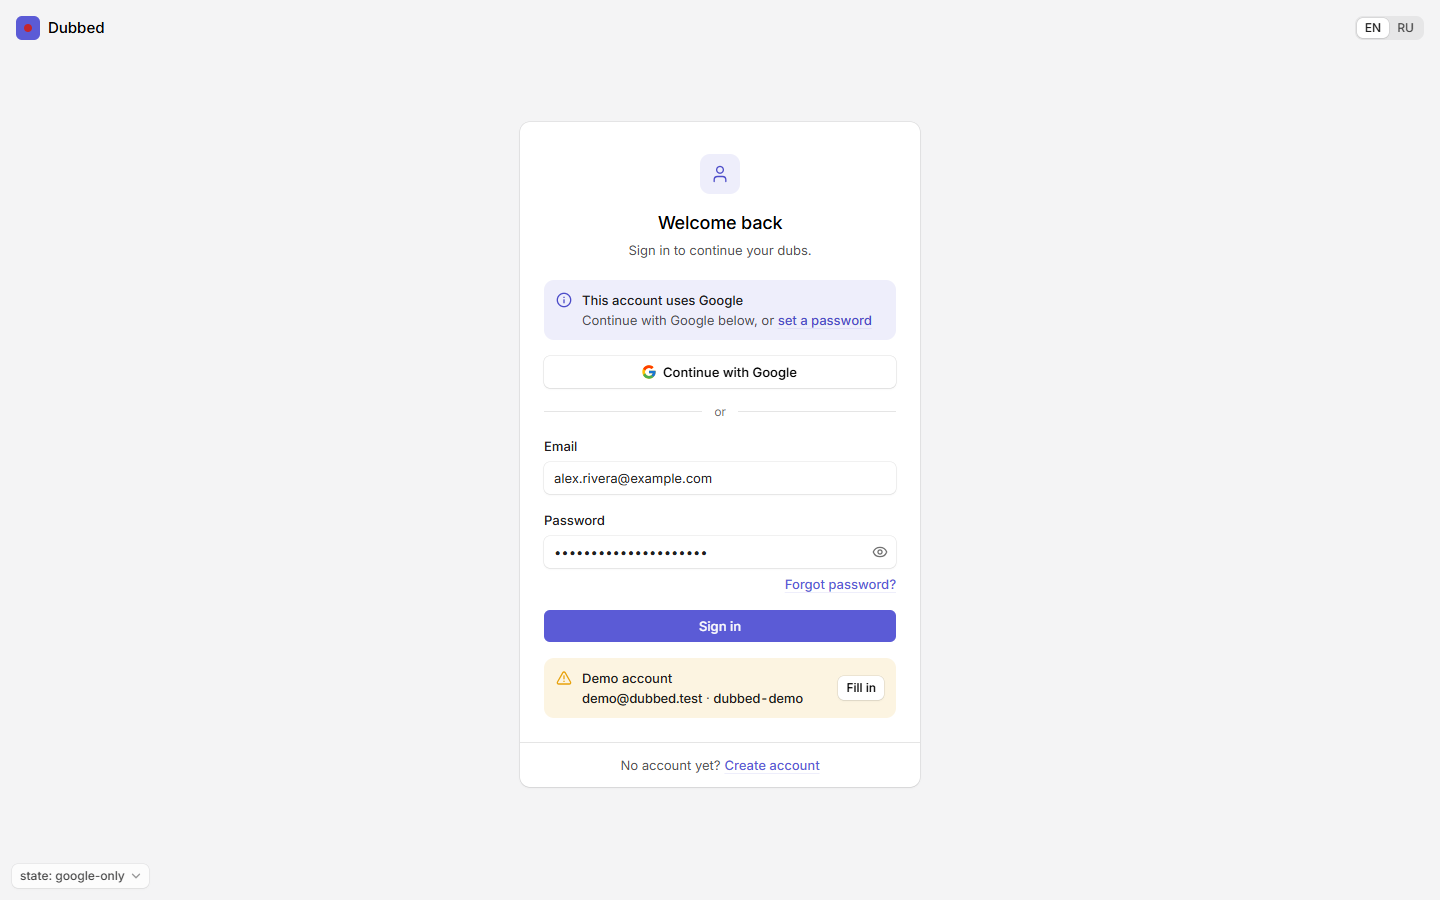 Dubbed
EN RU
Welcome back
Sign in to continue your dubs.
This account uses Google
Continue with Google below, or set a password
Continue with Google
or
Email
alex.rivera@example.com
Password
•••••••••••••••••••••
Forgot password?
Sign in
Demo account
demo@dubbed.test · dubbed-demo
Fill in
No account yet? Create account
state: google-only